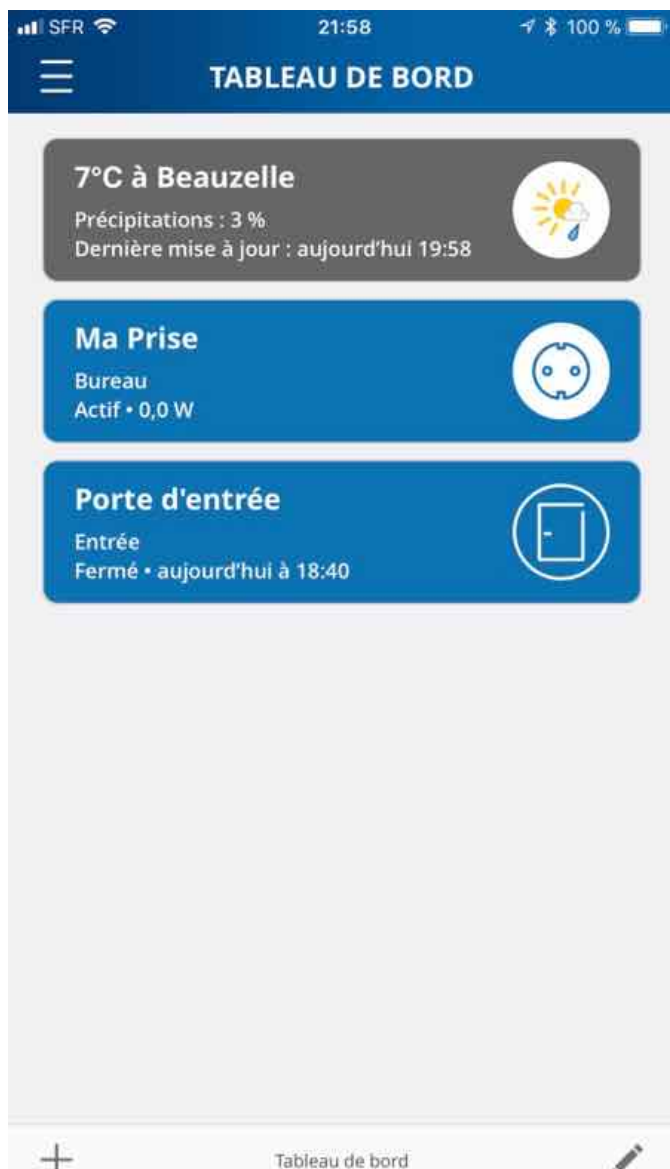 SFR 21:58 100 %
TABLEAU DE BORD
7°C à Beauzelle
Précipitations : 3 %
Dernière mise à jour : aujourd'hui 19:58
Ma Prise
Bureau
Actif • 0,0 W
Porte d'entrée
Entrée
Fermé • aujourd'hui à 18:40
Tableau de bord